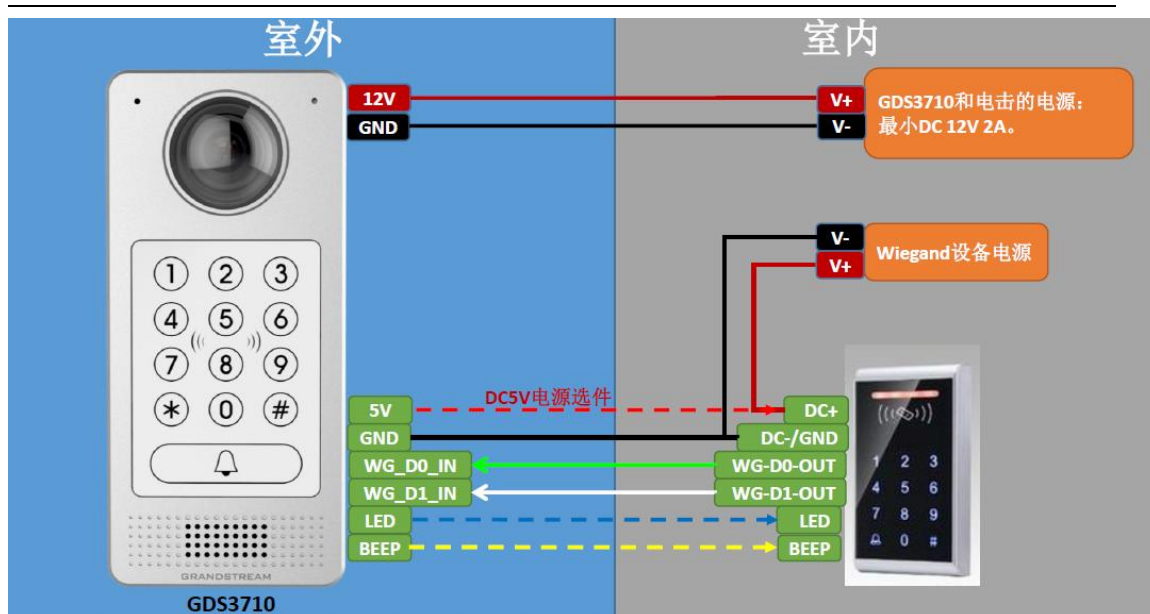 室外
室内
12V
GND
V+
V-
GDS3710和电击的电源：
最小DC 12V 2A。
V-
V+
Wiegand设备电源
1 2 3
4 5 6
7 8 9
* 0 #
GRANDSTREAM
GDS3710
5V
DC5V电源选件
DC+
GND
DC-/GND
WG_D0_IN
WG-D0-OUT
WG_D1_IN
WG-D1-OUT
LED
LED
BEEP
BEEP
1 2 3
4 5 6
7 8 9
0 #